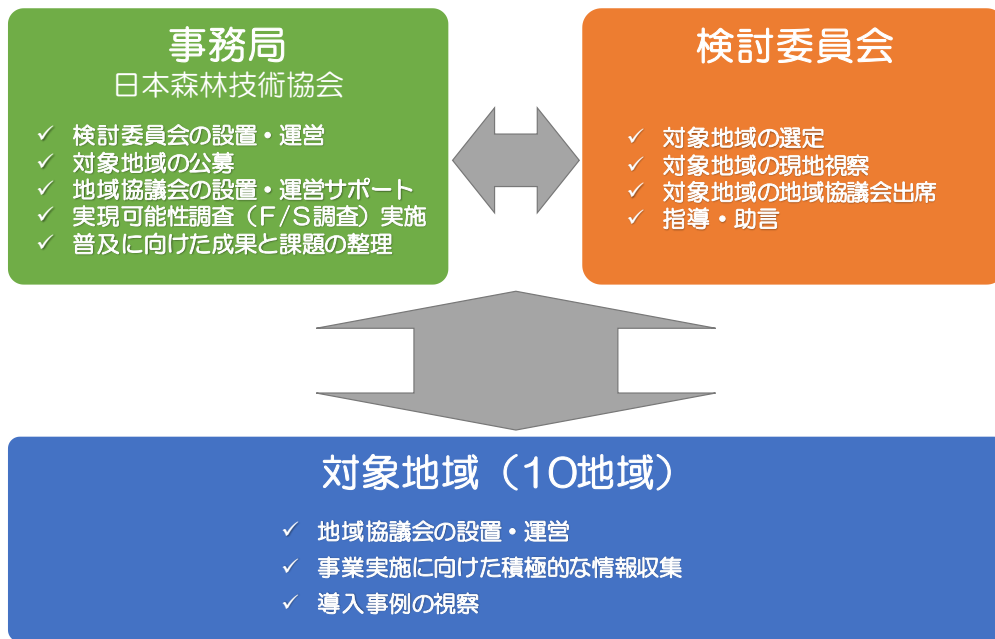 事務局
日本森林技術協会
✓ 検討委員会の設置・運営
✓ 対象地域の公募
✓ 地域協議会の設置・運営サポート
✓ 実現可能性調査（Ｆ/Ｓ調査）実施
✓ 普及に向けた成果と課題の整理
検討委員会
✓ 対象地域の選定
✓ 対象地域の現地視察
✓ 対象地域の地域協議会出席
✓ 指導・助言
対象地域（10地域）
✓ 地域協議会の設置・運営
✓ 事業実施に向けた積極的な情報収集
✓ 導入事例の視察